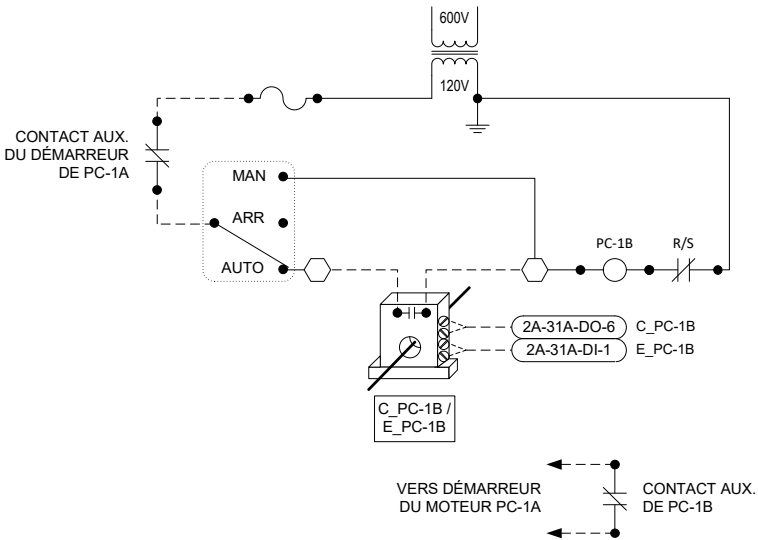 600V
120V
CONTACT AUX.
DU DÉMARREUR
DE PC-1A
MAN
ARR
AUTO
PC-1B
R/S
2A-31A-DO-6
C_PC-1B
2A-31A-DI-1
E_PC-1B
C_PC-1B /
E_PC-1B
VERS DÉMARREUR
DU MOTEUR PC-1A
CONTACT AUX.
DE PC-1B